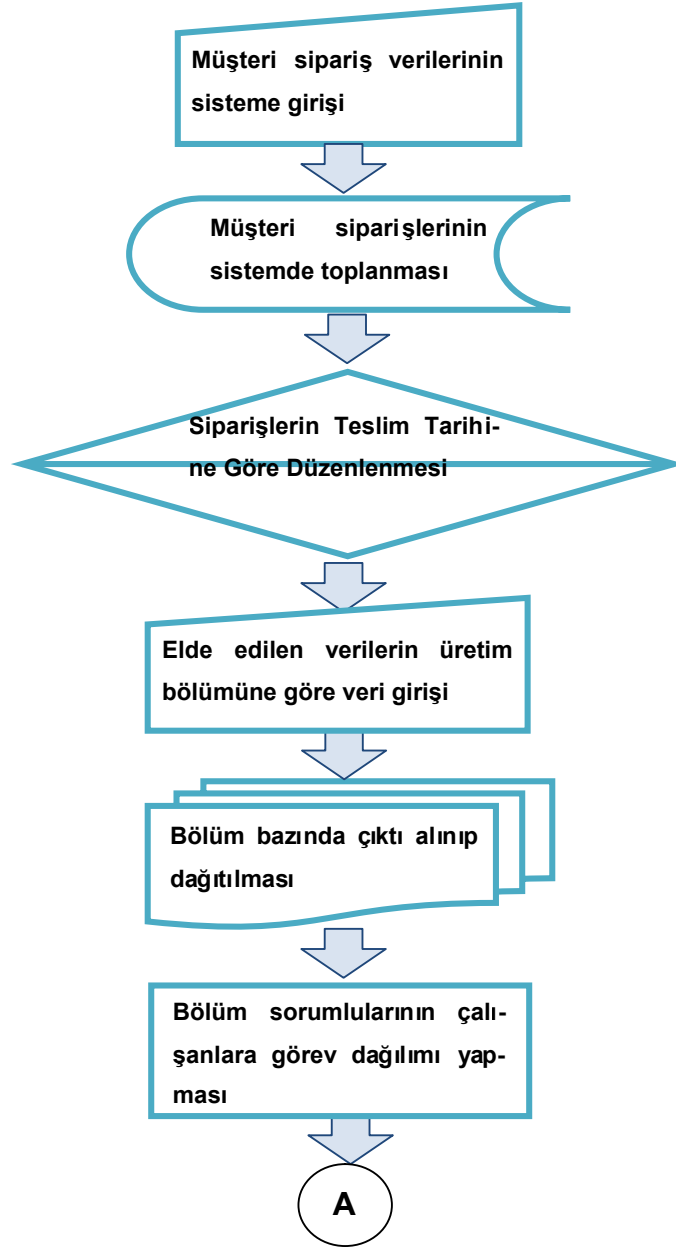 Müşteri sipariş verilerinin
sisteme girişi
Müşteri siparişlerinin
sistemde toplanması
Siparişlerin Teslim Tarihi-
ne Göre Düzenlenmesi
Elde edilen verilerin üretim
bölümüne göre veri girişi
Bölüm bazında çıktı alınıp
dağıtılması
Bölüm sorumlularının çalı-
şanlara görev dağılımı yap-
ması
A